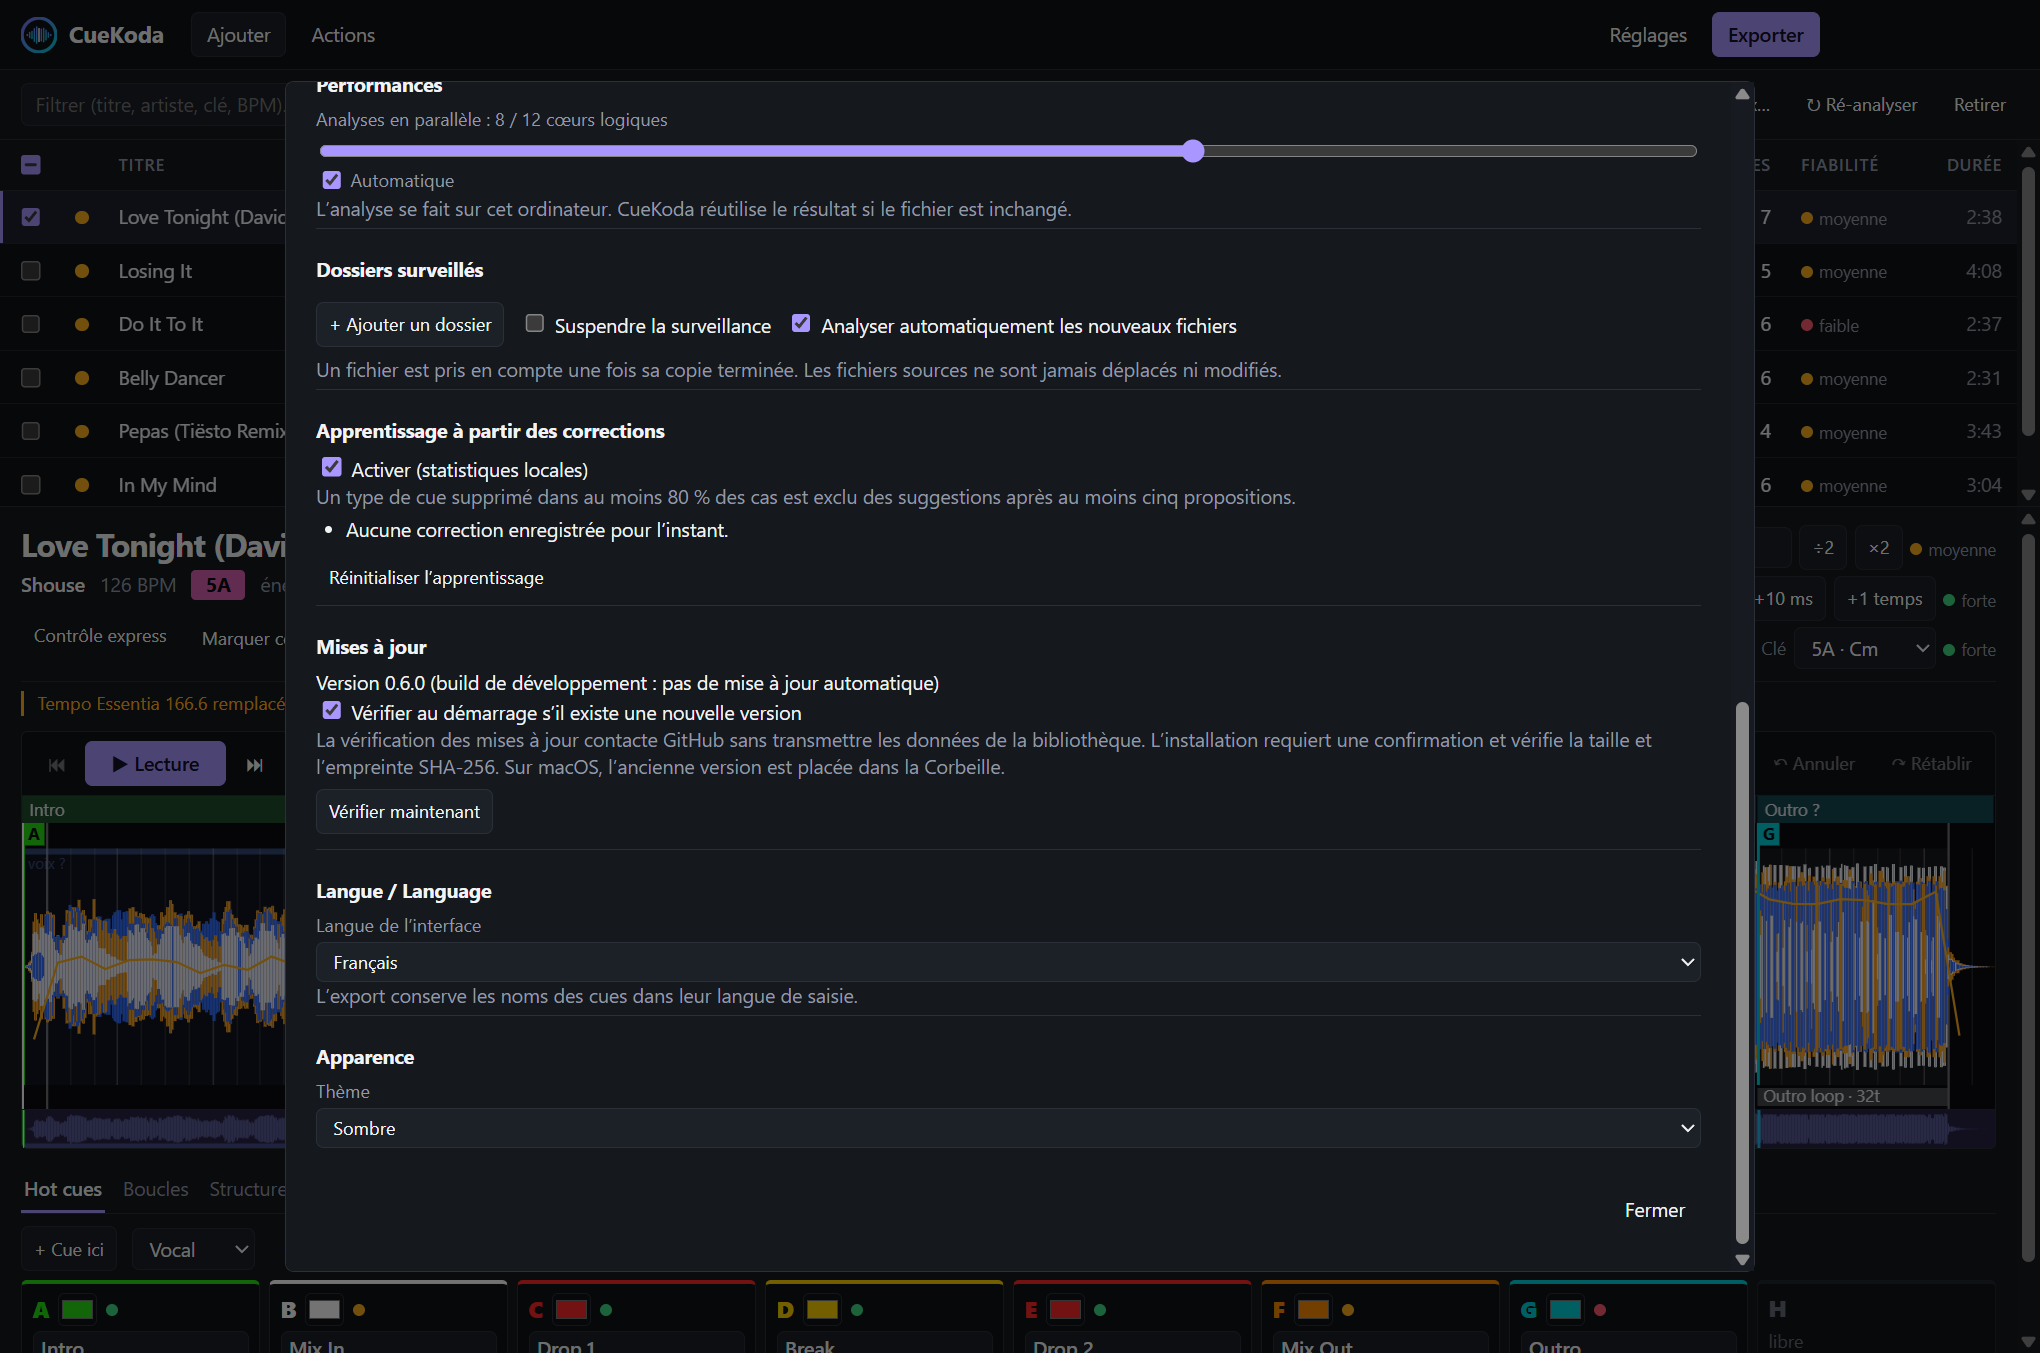 CueKoda
Ajouter
Actions
Réglages
Exporter
Filtrer (titre, artiste, clé, BPM)
↻ Ré-analyser
Retirer
TITRE
FIABILITÉ
DURÉE
Love Tonight (David
7
moyenne
2:38
Losing It
5
moyenne
4:08
Do It To It
6
faible
2:37
Belly Dancer
6
moyenne
2:31
Pepas (Tiësto Remix
4
moyenne
3:43
In My Mind
6
moyenne
3:04
Performances
Analyses en parallèle : 8 / 12 cœurs logiques
Automatique
L’analyse se fait sur cet ordinateur. CueKoda réutilise le résultat si le fichier est inchangé.
Dossiers surveillés
+ Ajouter un dossier
Suspendre la surveillance
Analyser automatiquement les nouveaux fichiers
Un fichier est pris en compte une fois sa copie terminée. Les fichiers sources ne sont jamais déplacés ni modifiés.
Apprentissage à partir des corrections
Activer (statistiques locales)
Un type de cue supprimé dans au moins 80 % des cas est exclu des suggestions après au moins cinq propositions.
• Aucune correction enregistrée pour l’instant.
Réinitialiser l’apprentissage
Mises à jour
Version 0.6.0 (build de développement : pas de mise à jour automatique)
Vérifier au démarrage s’il existe une nouvelle version
La vérification des mises à jour contacte GitHub sans transmettre les données de la bibliothèque. L’installation requiert une confirmation et vérifie la taille et
l’empreinte SHA-256. Sur macOS, l’ancienne version est placée dans la Corbeille.
Vérifier maintenant
Langue / Language
Langue de l’interface
Français
L’export conserve les noms des cues dans leur langue de saisie.
Apparence
Thème
Sombre
Fermer
Love Tonight (Davi
Shouse
126 BPM
5A
Contrôle express
Marquer
Tempo Essentia 166.6 remplacé
÷2
×2
moyenne
+10 ms
+1 temps
forte
Clé
5A · Cm
forte
Lecture
Annuler
Rétablir
Intro
A
voix ?
Outro ?
G
Outro loop · 32t
Hot cues
Boucles
Structure
+ Cue ici
Vocal
A
Intro
B
Mix In
C
Drop 1
D
Break
E
Drop 2
F
Mix Out
G
Outro
H
libre